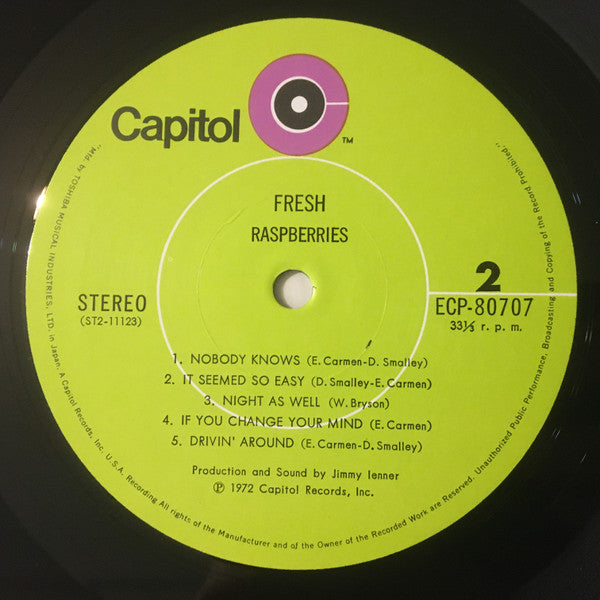 Capitol
TM
FRESH
RASPBERRIES
STEREO
(ST2-11123)
2
ECP-80707
33⅓ r. p. m.
1. NOBODY KNOWS (E. Carmen-D. Smalley)
2. IT SEEMED SO EASY (D. Smalley-E. Carmen)
3. NIGHT AS WELL (W. Bryson)
4. IF YOU CHANGE YOUR MIND (E. Carmen)
5. DRIVIN' AROUND (E. Carmen-D. Smalley)
Production and Sound by Jimmy Ienner
℗ 1972 Capitol Records, Inc.
"Mfd. by TOSHIBA MUSICAL INDUSTRIES, LTD. in Japan. A Capitol Records, Inc., U.S.A. Recording All rights of the Manufacturer and of the Owner of the Recorded Work are Reserved. Unauthorized Public Performance, Broadcasting and Copying of the Record Prohibited."